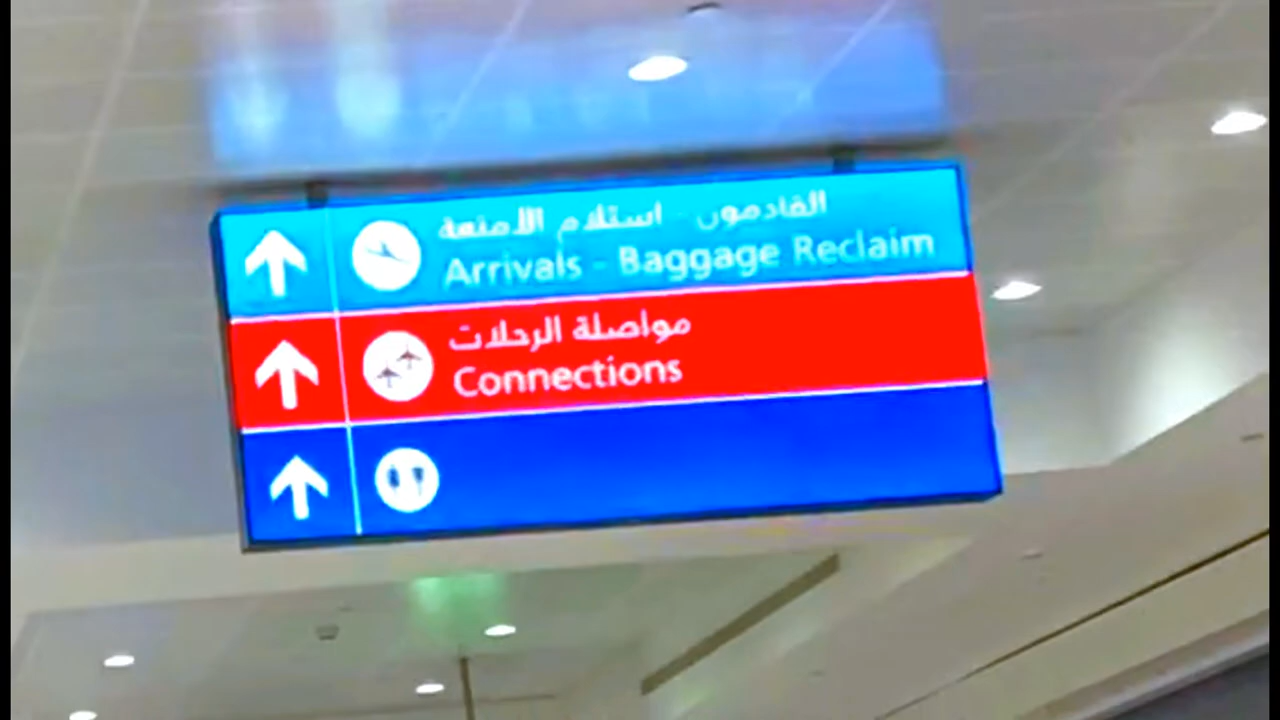 القادمون - استلام الأمتعة
Arrivals - Baggage Reclaim
مواصلة الرحلات
Connections